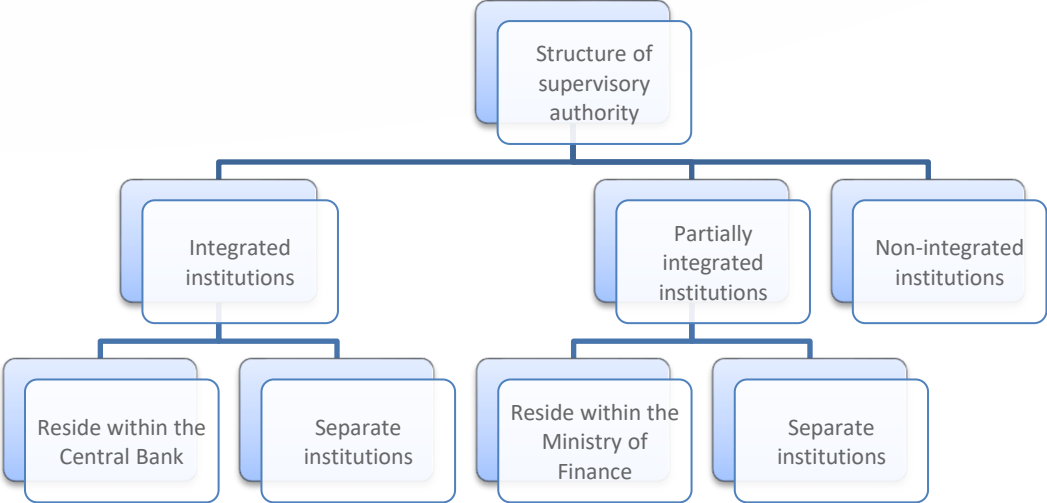 Structure of
supervisory
authority
Integrated
institutions
Partially
integrated
institutions
Non-integrated
institutions
Reside within the
Central Bank
Separate
institutions
Reside within the
Ministry of
Finance
Separate
institutions